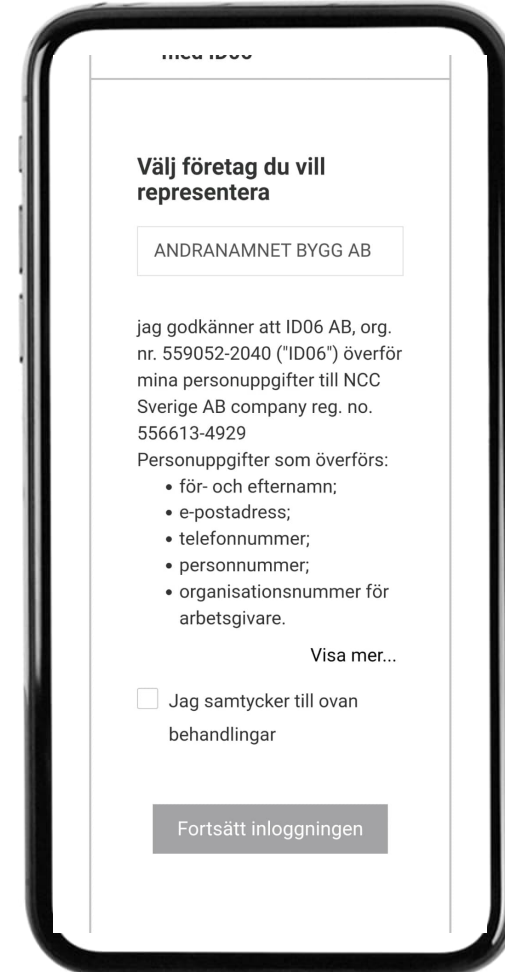 Välj företag du vill
representera
ANDRANAMNET BYGG AB
jag godkänner att ID06 AB, org.
nr. 559052-2040 ("ID06") överför
mina personuppgifter till NCC
Sverige AB company reg. no.
556613-4929
Personuppgifter som överförs:
• för- och efternamn;
• e-postadress;
• telefonnummer;
• personnummer;
• organisationsnummer för
arbetsgivare.
Visa mer...
Jag samtycker till ovan
behandlingar
Fortsätt inloggningen